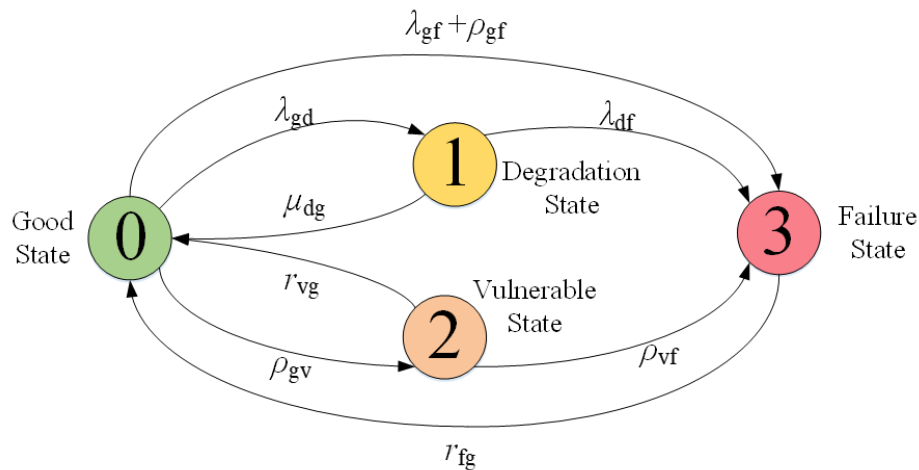 λgf + ρgf
λgd
λdf
1
Degradation
State
μdg
Good
State
0
3
Failure
State
rvg
Vulnerable
State
2
ρgv
ρvf
rfg